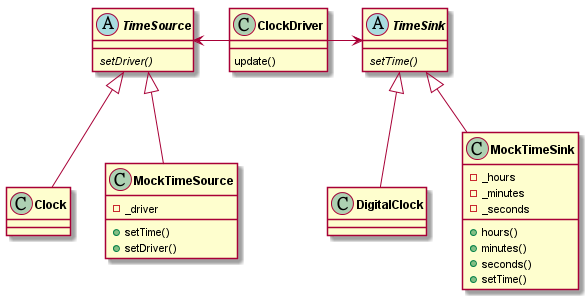 A TimeSource
setDriver()
C ClockDriver
update()
A TimeSink
setTime()
C Clock
C MockTimeSource
_driver
setTime()
setDriver()
C DigitalClock
C MockTimeSink
_hours
_minutes
_seconds
hours()
minutes()
seconds()
setTime()